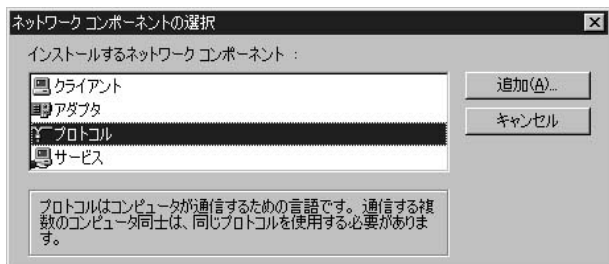 ネットワーク コンポーネントの選択
インストールするネットワーク コンポーネント :
クライアント
アダプタ
プロトコル
サービス
追加(A)...
キャンセル
プロトコルはコンピュータが通信するための言語です。通信する複
数のコンピュータ同士は、同じプロトコルを使用する必要がありま
す。